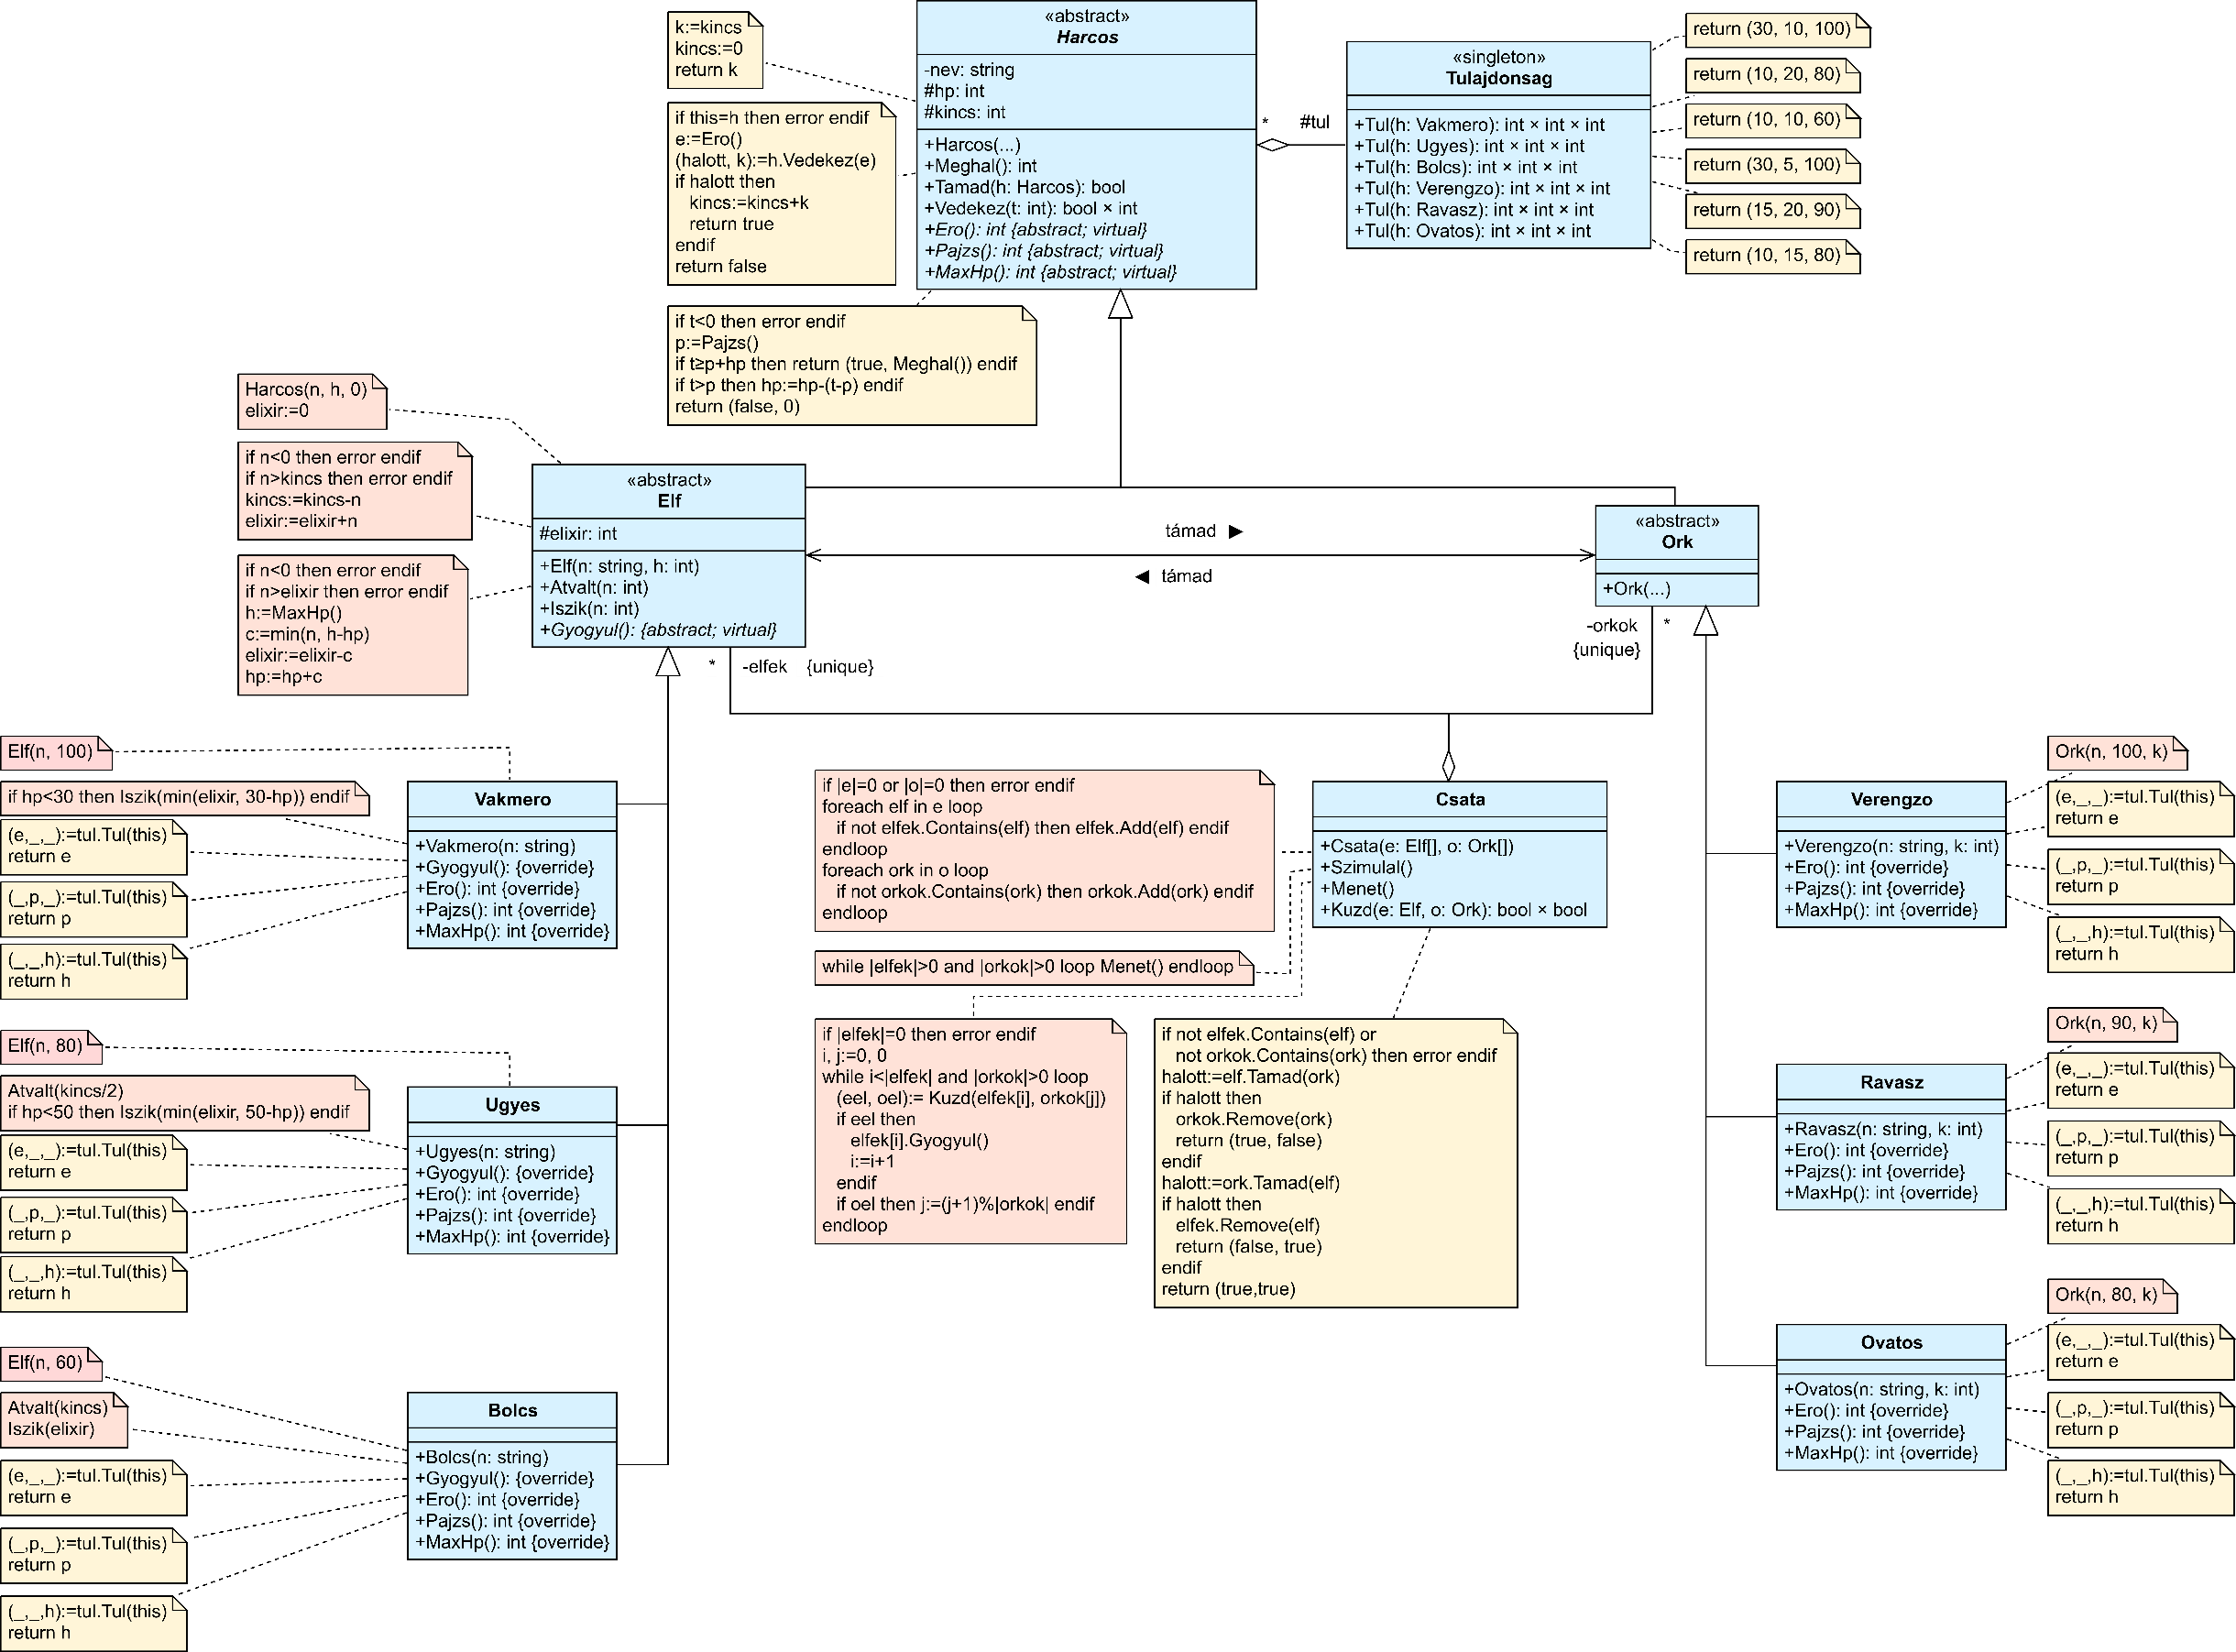 k:=kincs
kincs:=0
return k
if this=h then error endif
e:=Ero()
(halott, k):=h.Vedekez(e)
if halott then
kincs:=kincs+k
return true
endif
return false
«abstract»
Harcos
-nev: string
#hp: int
#kincs: int
+Harcos(...)
+Meghal(): int
+Tamad(h: Harcos): bool
+Vedekez(t: int): bool × int
+Ero(): int {abstract; virtual}
+Pajzs(): int {abstract; virtual}
+MaxHp(): int {abstract; virtual}
* #tul
«singleton»
Tulajdonsag
+Tul(h: Vakmero): int × int × int
+Tul(h: Ugyes): int × int × int
+Tul(h: Bolcs): int × int × int
+Tul(h: Verengzo): int × int × int
+Tul(h: Ravasz): int × int × int
+Tul(h: Ovatos): int × int × int
return (30, 10, 100)
return (10, 20, 80)
return (10, 10, 60)
return (30, 5, 100)
return (15, 20, 90)
return (10, 15, 80)
if t<0 then error endif
p:=Pajzs()
if t≥p+hp then return (true, Meghal()) endif
if t>p then hp:=hp-(t-p) endif
return (false, 0)
Harcos(n, h, 0)
elixir:=0
if n<0 then error endif
if n>kincs then error endif
kincs:=kincs-n
elixir:=elixir+n
if n<0 then error endif
if n>elixir then error endif
h:=MaxHp()
c:=min(n, h-hp)
elixir:=elixir-c
hp:=hp+c
«abstract»
Elf
#elixir: int
+Elf(n: string, h: int)
+Atvalt(n: int)
+Iszik(n: int)
+Gyogyul(): {abstract; virtual}
támad ▶
◀ támad
«abstract»
Ork
+Ork(...)
* -elfek {unique}
-orkok *
{unique}
Elf(n, 100)
if hp<30 then Iszik(min(elixir, 30-hp)) endif
(e,_,_):=tul.Tul(this)
return e
(_,p,_):=tul.Tul(this)
return p
(_,_,h):=tul.Tul(this)
return h
Vakmero
+Vakmero(n: string)
+Gyogyul(): {override}
+Ero(): int {override}
+Pajzs(): int {override}
+MaxHp(): int {override}
if |e|=0 or |o|=0 then error endif
foreach elf in e loop
if not elfek.Contains(elf) then elfek.Add(elf) endif
endloop
foreach ork in o loop
if not orkok.Contains(ork) then orkok.Add(ork) endif
endloop
while |elfek|>0 and |orkok|>0 loop Menet() endloop
Csata
+Csata(e: Elf[], o: Ork[])
+Szimulal()
+Menet()
+Kuzd(e: Elf, o: Ork): bool × bool
if |elfek|=0 then error endif
i, j:=0, 0
while i<|elfek| and |orkok|>0 loop
(eel, oel):= Kuzd(elfek[i], orkok[j])
if eel then
elfek[i].Gyogyul()
i:=i+1
endif
if oel then j:=(j+1)%|orkok| endif
endloop
if not elfek.Contains(elf) or
not orkok.Contains(ork) then error endif
halott:=elf.Tamad(ork)
if halott then
orkok.Remove(ork)
return (true, false)
endif
halott:=ork.Tamad(elf)
if halott then
elfek.Remove(elf)
return (false, true)
endif
return (true,true)
Verengzo
+Verengzo(n: string, k: int)
+Ero(): int {override}
+Pajzs(): int {override}
+MaxHp(): int {override}
Ork(n, 100, k)
(e,_,_):=tul.Tul(this)
return e
(_,p,_):=tul.Tul(this)
return p
(_,_,h):=tul.Tul(this)
return h
Elf(n, 80)
Atvalt(kincs/2)
if hp<50 then Iszik(min(elixir, 50-hp)) endif
(e,_,_):=tul.Tul(this)
return e
(_,p,_):=tul.Tul(this)
return p
(_,_,h):=tul.Tul(this)
return h
Ugyes
+Ugyes(n: string)
+Gyogyul(): {override}
+Ero(): int {override}
+Pajzs(): int {override}
+MaxHp(): int {override}
Ravasz
+Ravasz(n: string, k: int)
+Ero(): int {override}
+Pajzs(): int {override}
+MaxHp(): int {override}
Ork(n, 90, k)
(e,_,_):=tul.Tul(this)
return e
(_,p,_):=tul.Tul(this)
return p
(_,_,h):=tul.Tul(this)
return h
Elf(n, 60)
Atvalt(kincs)
Iszik(elixir)
(e,_,_):=tul.Tul(this)
return e
(_,p,_):=tul.Tul(this)
return p
(_,_,h):=tul.Tul(this)
return h
Bolcs
+Bolcs(n: string)
+Gyogyul(): {override}
+Ero(): int {override}
+Pajzs(): int {override}
+MaxHp(): int {override}
Ovatos
+Ovatos(n: string, k: int)
+Ero(): int {override}
+Pajzs(): int {override}
+MaxHp(): int {override}
Ork(n, 80, k)
(e,_,_):=tul.Tul(this)
return e
(_,p,_):=tul.Tul(this)
return p
(_,_,h):=tul.Tul(this)
return h